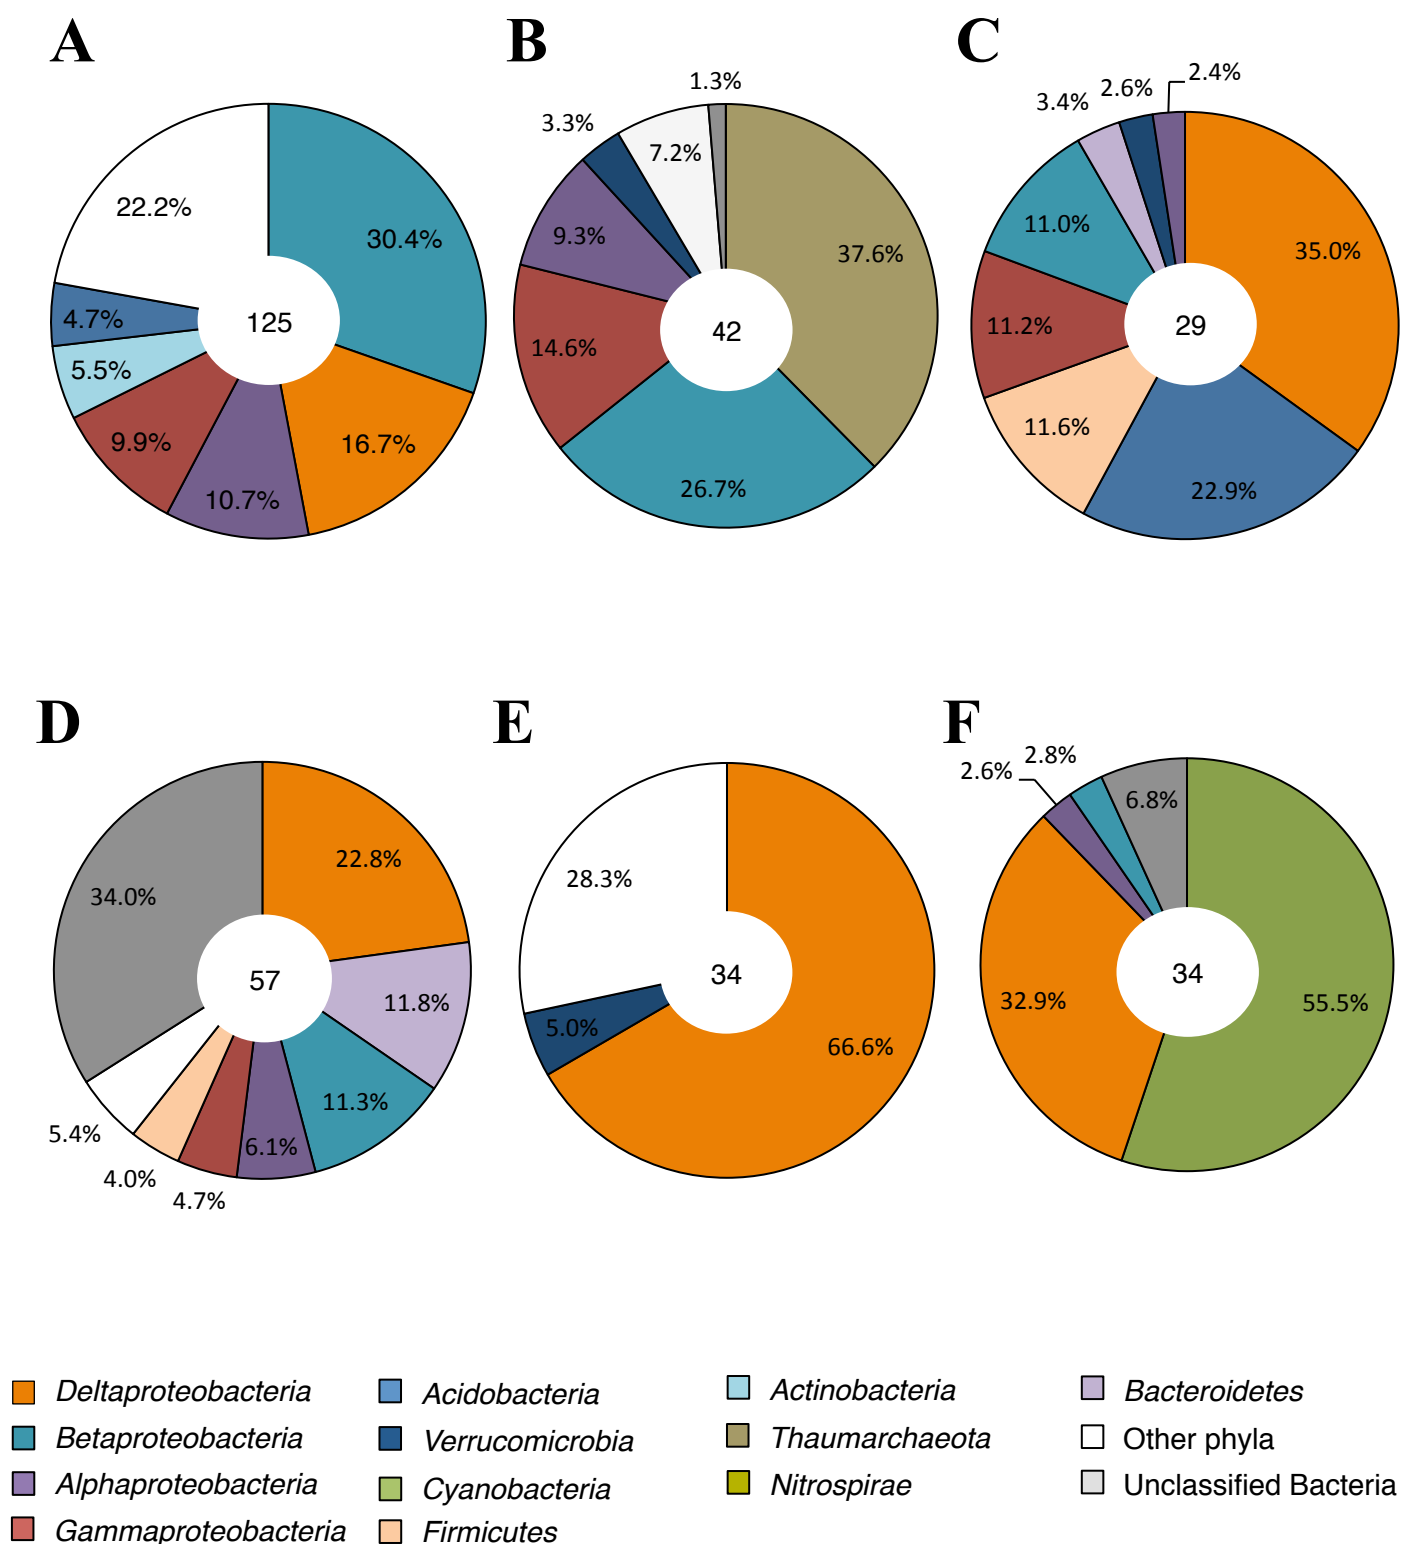 A
B
C
1.3%
3.3%
7.2%
9.3%
14.6%
26.7%
37.6%
42
22.2%
30.4%
125
4.7%
5.5%
9.9%
10.7%
16.7%
3.4%
2.6%
2.4%
11.0%
35.0%
11.2%
29
11.6%
22.9%
D
E
F
34.0%
22.8%
57
11.8%
11.3%
6.1%
5.4%
4.0%
4.7%
28.3%
34
5.0%
66.6%
2.6%
2.8%
6.8%
32.9%
34
55.5%
Deltaproteobacteria
Betaproteobacteria
Alphaproteobacteria
Gammaproteobacteria
Acidobacteria
Verrucomicrobia
Cyanobacteria
Firmicutes
Actinobacteria
Thaumarchaeota
Nitrospirae
Bacteroidetes
Other phyla
Unclassified Bacteria